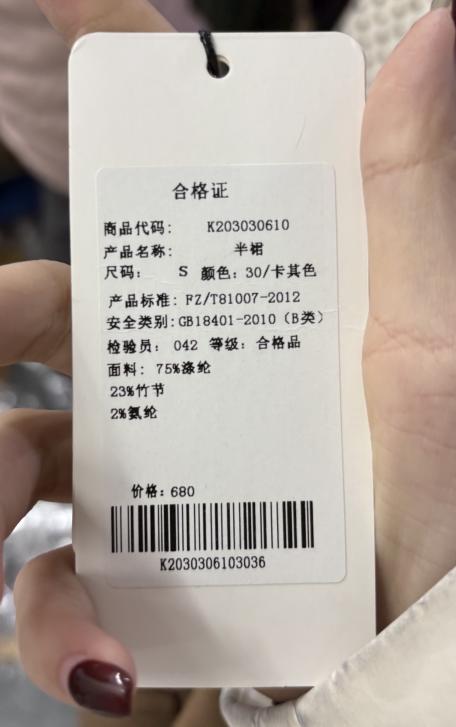 合格证
商品代码: K203030610
产品名称: 半裙
尺码: S 颜色: 30/卡其色
产品标准: FZ/T81007-2012
安全类别:GB18401-2010（B类）
检验员: 042 等级: 合格品
面料: 75%涤纶
23%竹节
2%氨纶
价格: 680
K2030306103036